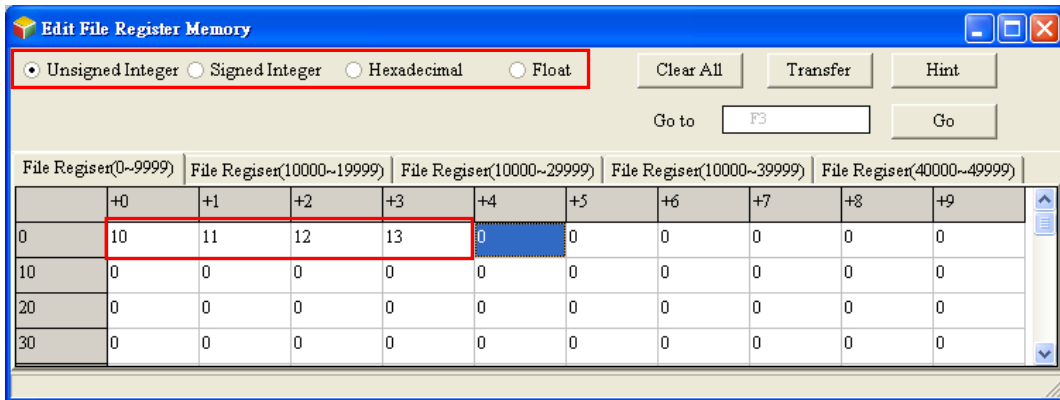 Edit File Register Memory
Unsigned Integer Signed Integer Hexadecimal Float Clear All Transfer Hint
Go to F3 Go
File Regiser(0~9999) File Regiser(10000~19999) File Regiser(10000~29999) File Regiser(10000~39999) File Regiser(40000~49999)
+0 +1 +2 +3 +4 +5 +6 +7 +8 +9
0 10 11 12 13 0 0 0 0 0 0
10 0 0 0 0 0 0 0 0 0 0
20 0 0 0 0 0 0 0 0 0 0
30 0 0 0 0 0 0 0 0 0 0